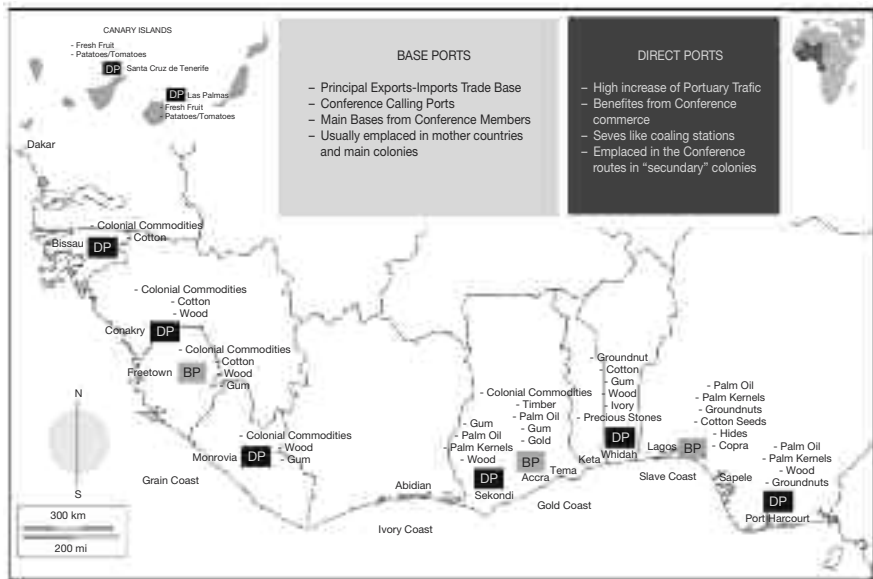 CANARY ISLANDS
- Fresh Fruit
- Patatoes/Tomatoes
DP
Santa Cruz de Tenerife
DP
Las Palmas
- Fresh Fruit
- Patatoes/Tomatoes
BASE PORTS
– Principal Exports-Imports Trade Base
– Conference Calling Ports
– Main Bases from Conference Members
– Usually emplaced in mother countries
and main colonies
DIRECT PORTS
– High increase of Portuary Trafic
– Benefites from Conference
commerce
– Seves like coaling stations
– Emplaced in the Conference
routes in “secundary” colonies
Dakar
- Colonial Commodities
- Cotton
Bissau
DP
- Colonial Commodities
- Cotton
- Wood
Conakry
DP
- Colonial Commodities
- Cotton
- Wood
- Gum
Freetown
BP
- Colonial Commodities
- Wood
- Gum
Monrovia
DP
Grain Coast
Abidian
Ivory Coast
- Gum
- Palm Oil
- Palm Kernels
- Wood
DP
Sekondi
- Colonial Commodities
- Timber
- Palm Oil
- Gum
- Gold
BP
Accra
Tema
Gold Coast
Keta
- Groundnut
- Cotton
- Gum
- Wood
- Ivory
- Precious Stones
DP
Whidah
Lagos
BP
- Palm Oil
- Palm Kernels
- Groundnuts
- Cotton Seeds
- Hides
- Copra
Slave Coast
Sapele
- Palm Oil
- Palm Kernels
- Wood
- Groundnuts
DP
Port Harcourt
N
S
300 km
200 mi